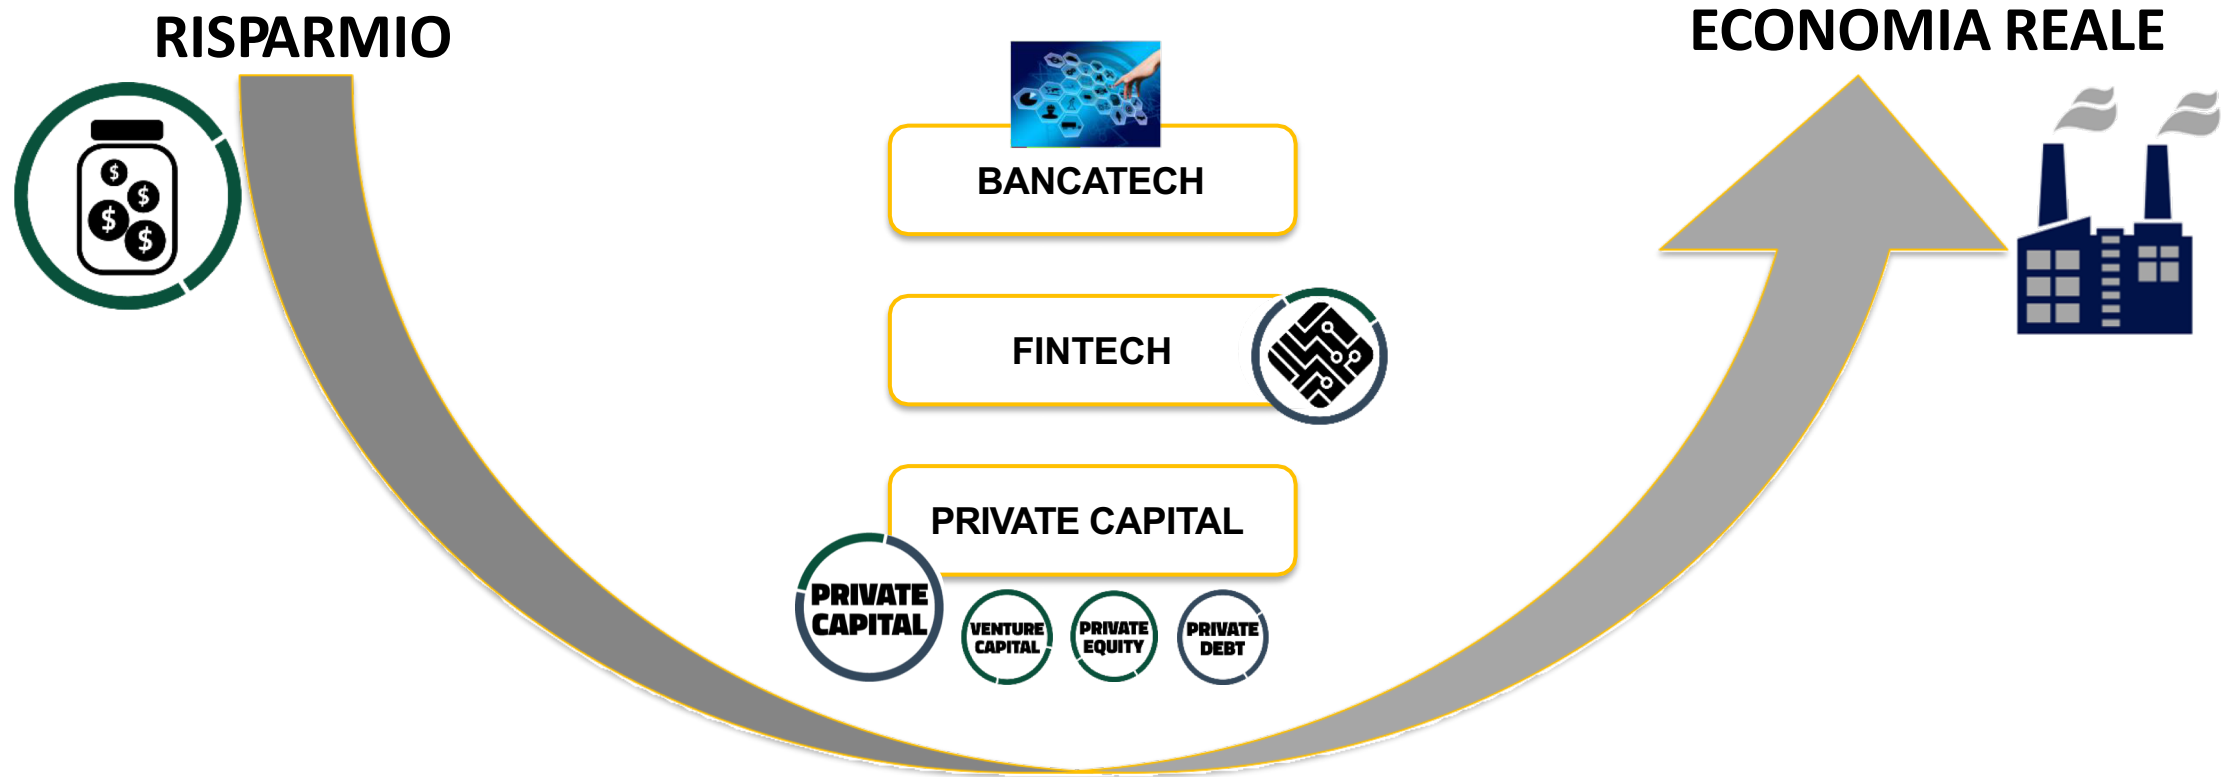 RISPARMIO
ECONOMIA REALE
$
$
$
$
BANCATECH
FINTECH
PRIVATE CAPITAL
PRIVATE
CAPITAL
VENTURE
CAPITAL
PRIVATE
EQUITY
PRIVATE
DEBT